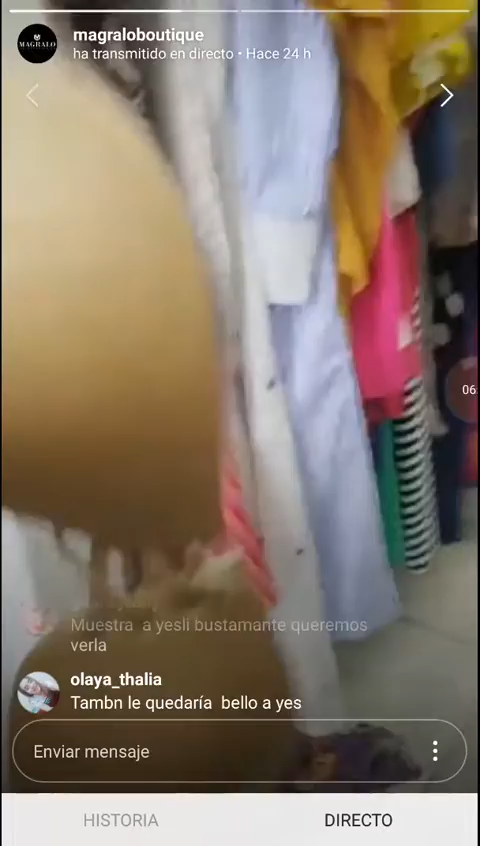 magraloboutique
ha transmitido en directo • Hace 24 h
MAGRALO
Muestra a yesli bustamante queremos
verla
olaya_thalia
Tambn le quedaría bello a yes
Enviar mensaje
HISTORIA
DIRECTO
06